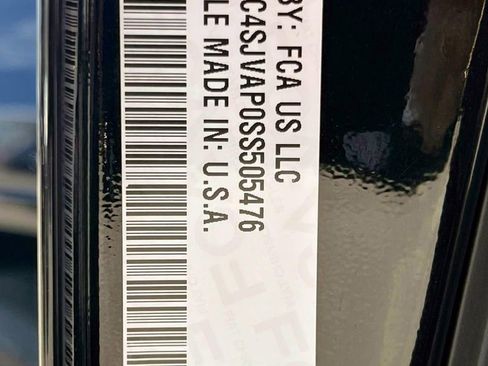 BY: FCA US LLC
C4SJVAP0SS505476
LE MADE IN: U.S.A.